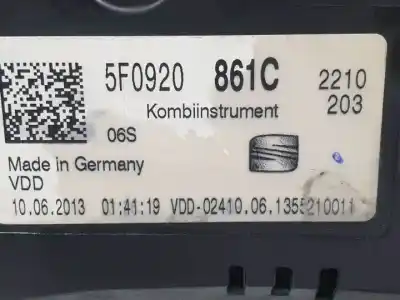 5F0920 861C 2210
Kombiinstrument 203
06S
Made in Germany
VDD
10.06.2013 01:41:19 VDD-02410.06.1355210011